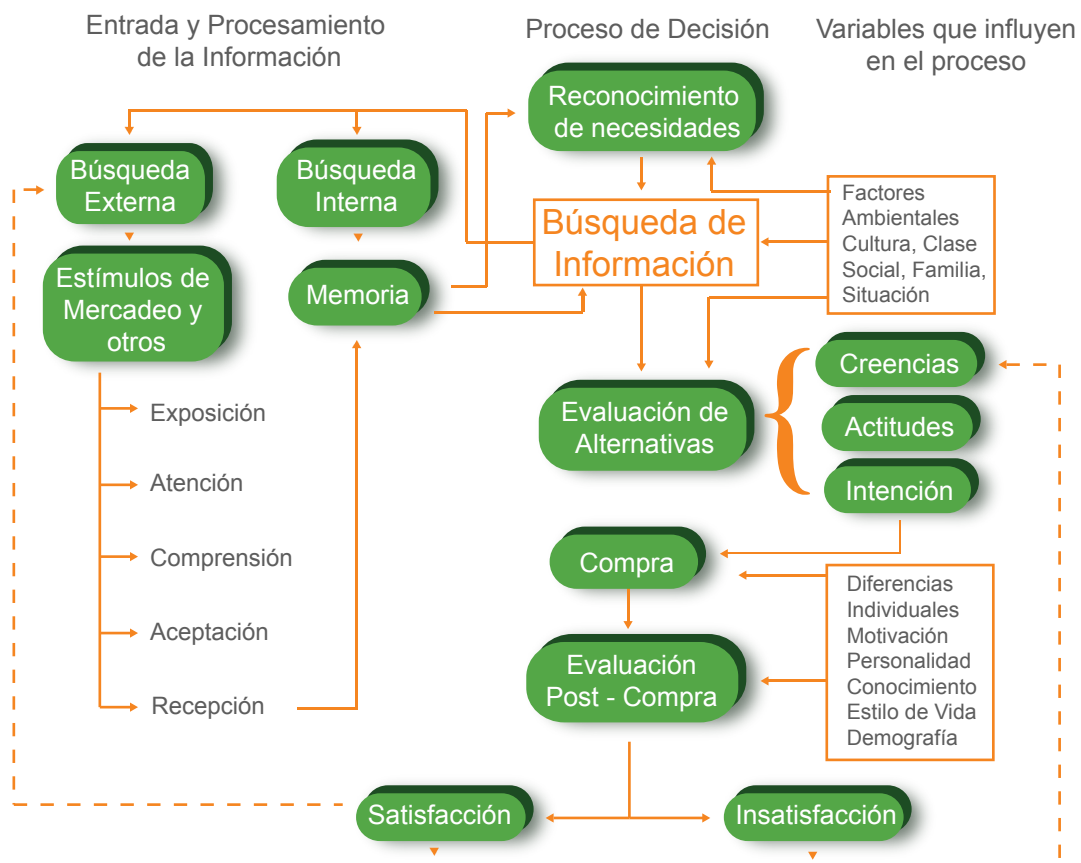 Entrada y Procesamiento
de la Información
Proceso de Decisión
Variables que influyen
en el proceso
Búsqueda
Externa
Estímulos de
Mercadeo y
otros
Exposición
Atención
Comprensión
Aceptación
Recepción
Búsqueda
Interna
Memoria
Reconocimiento
de necesidades
Búsqueda de
Información
Evaluación de
Alternativas
Compra
Evaluación
Post - Compra
Satisfacción
Insatisfacción
Factores
Ambientales
Cultura, Clase
Social, Familia,
Situación
Creencias
Actitudes
Intención
Diferencias
Individuales
Motivación
Personalidad
Conocimiento
Estilo de Vida
Demografía